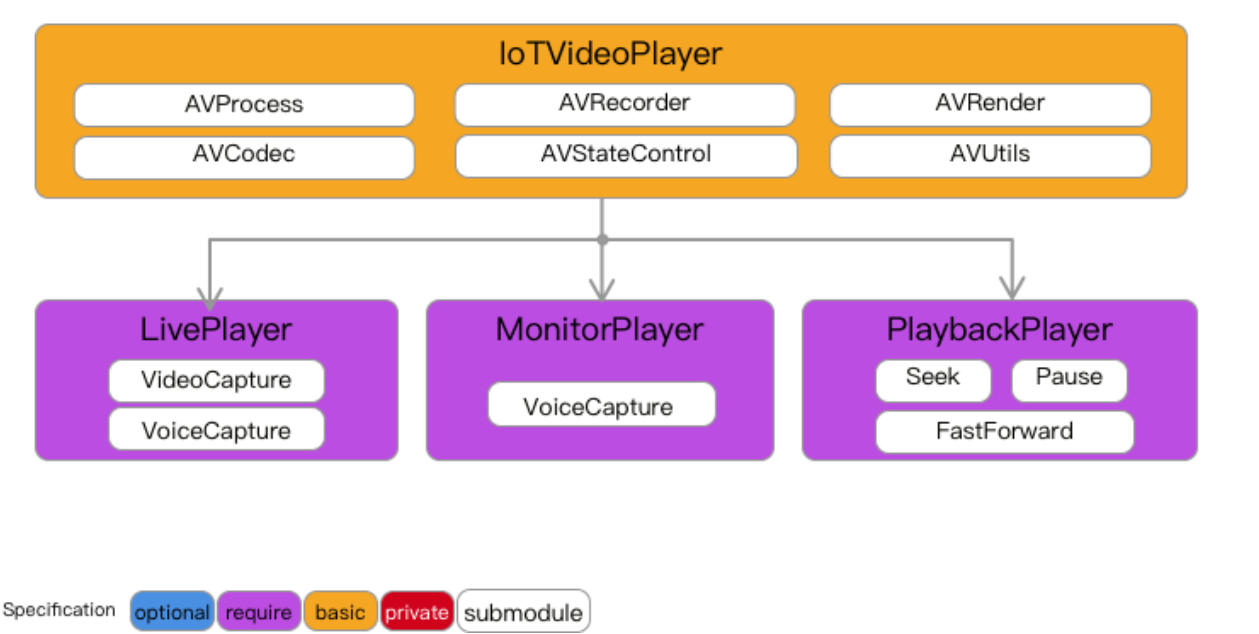 IoTVideoPlayer
AVProcess AVRecorder AVRender
AVCodec AVStateControl AVUtils
LivePlayer MonitorPlayer PlaybackPlayer
VideoCapture Seek Pause
VoiceCapture VoiceCapture FastForward
Specification optional require basic private submodule